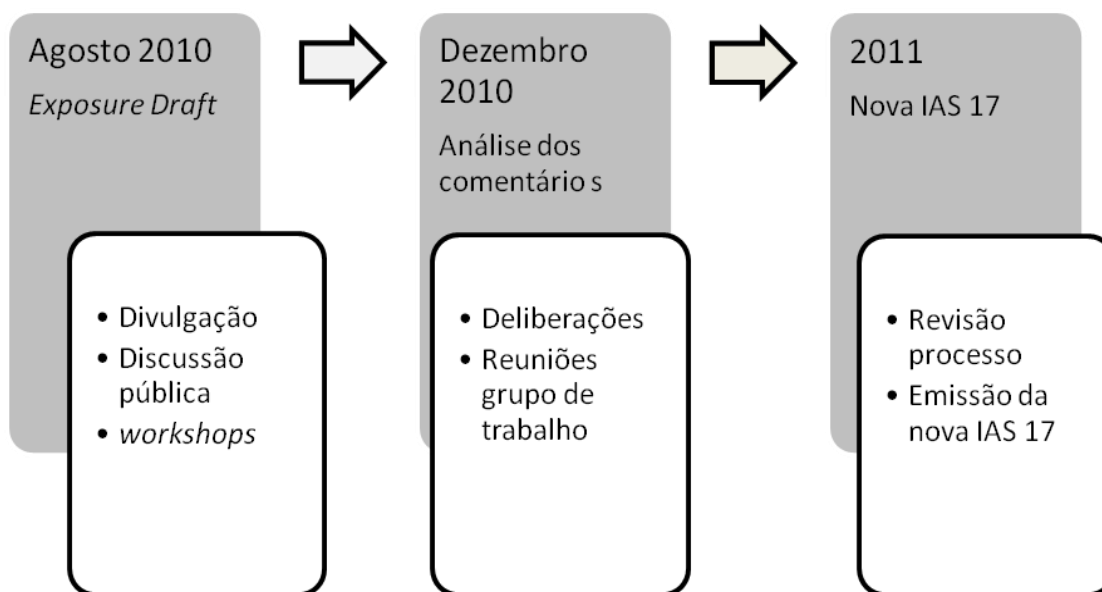 Agosto 2010
Exposure Draft
• Divulgação
• Discussão
pública
• workshops
Dezembro
2010
Análise dos
comentário s
• Deliberações
• Reuniões
grupo de
trabalho
2011
Nova IAS 17
• Revisão
processo
• Emissão da
nova IAS 17